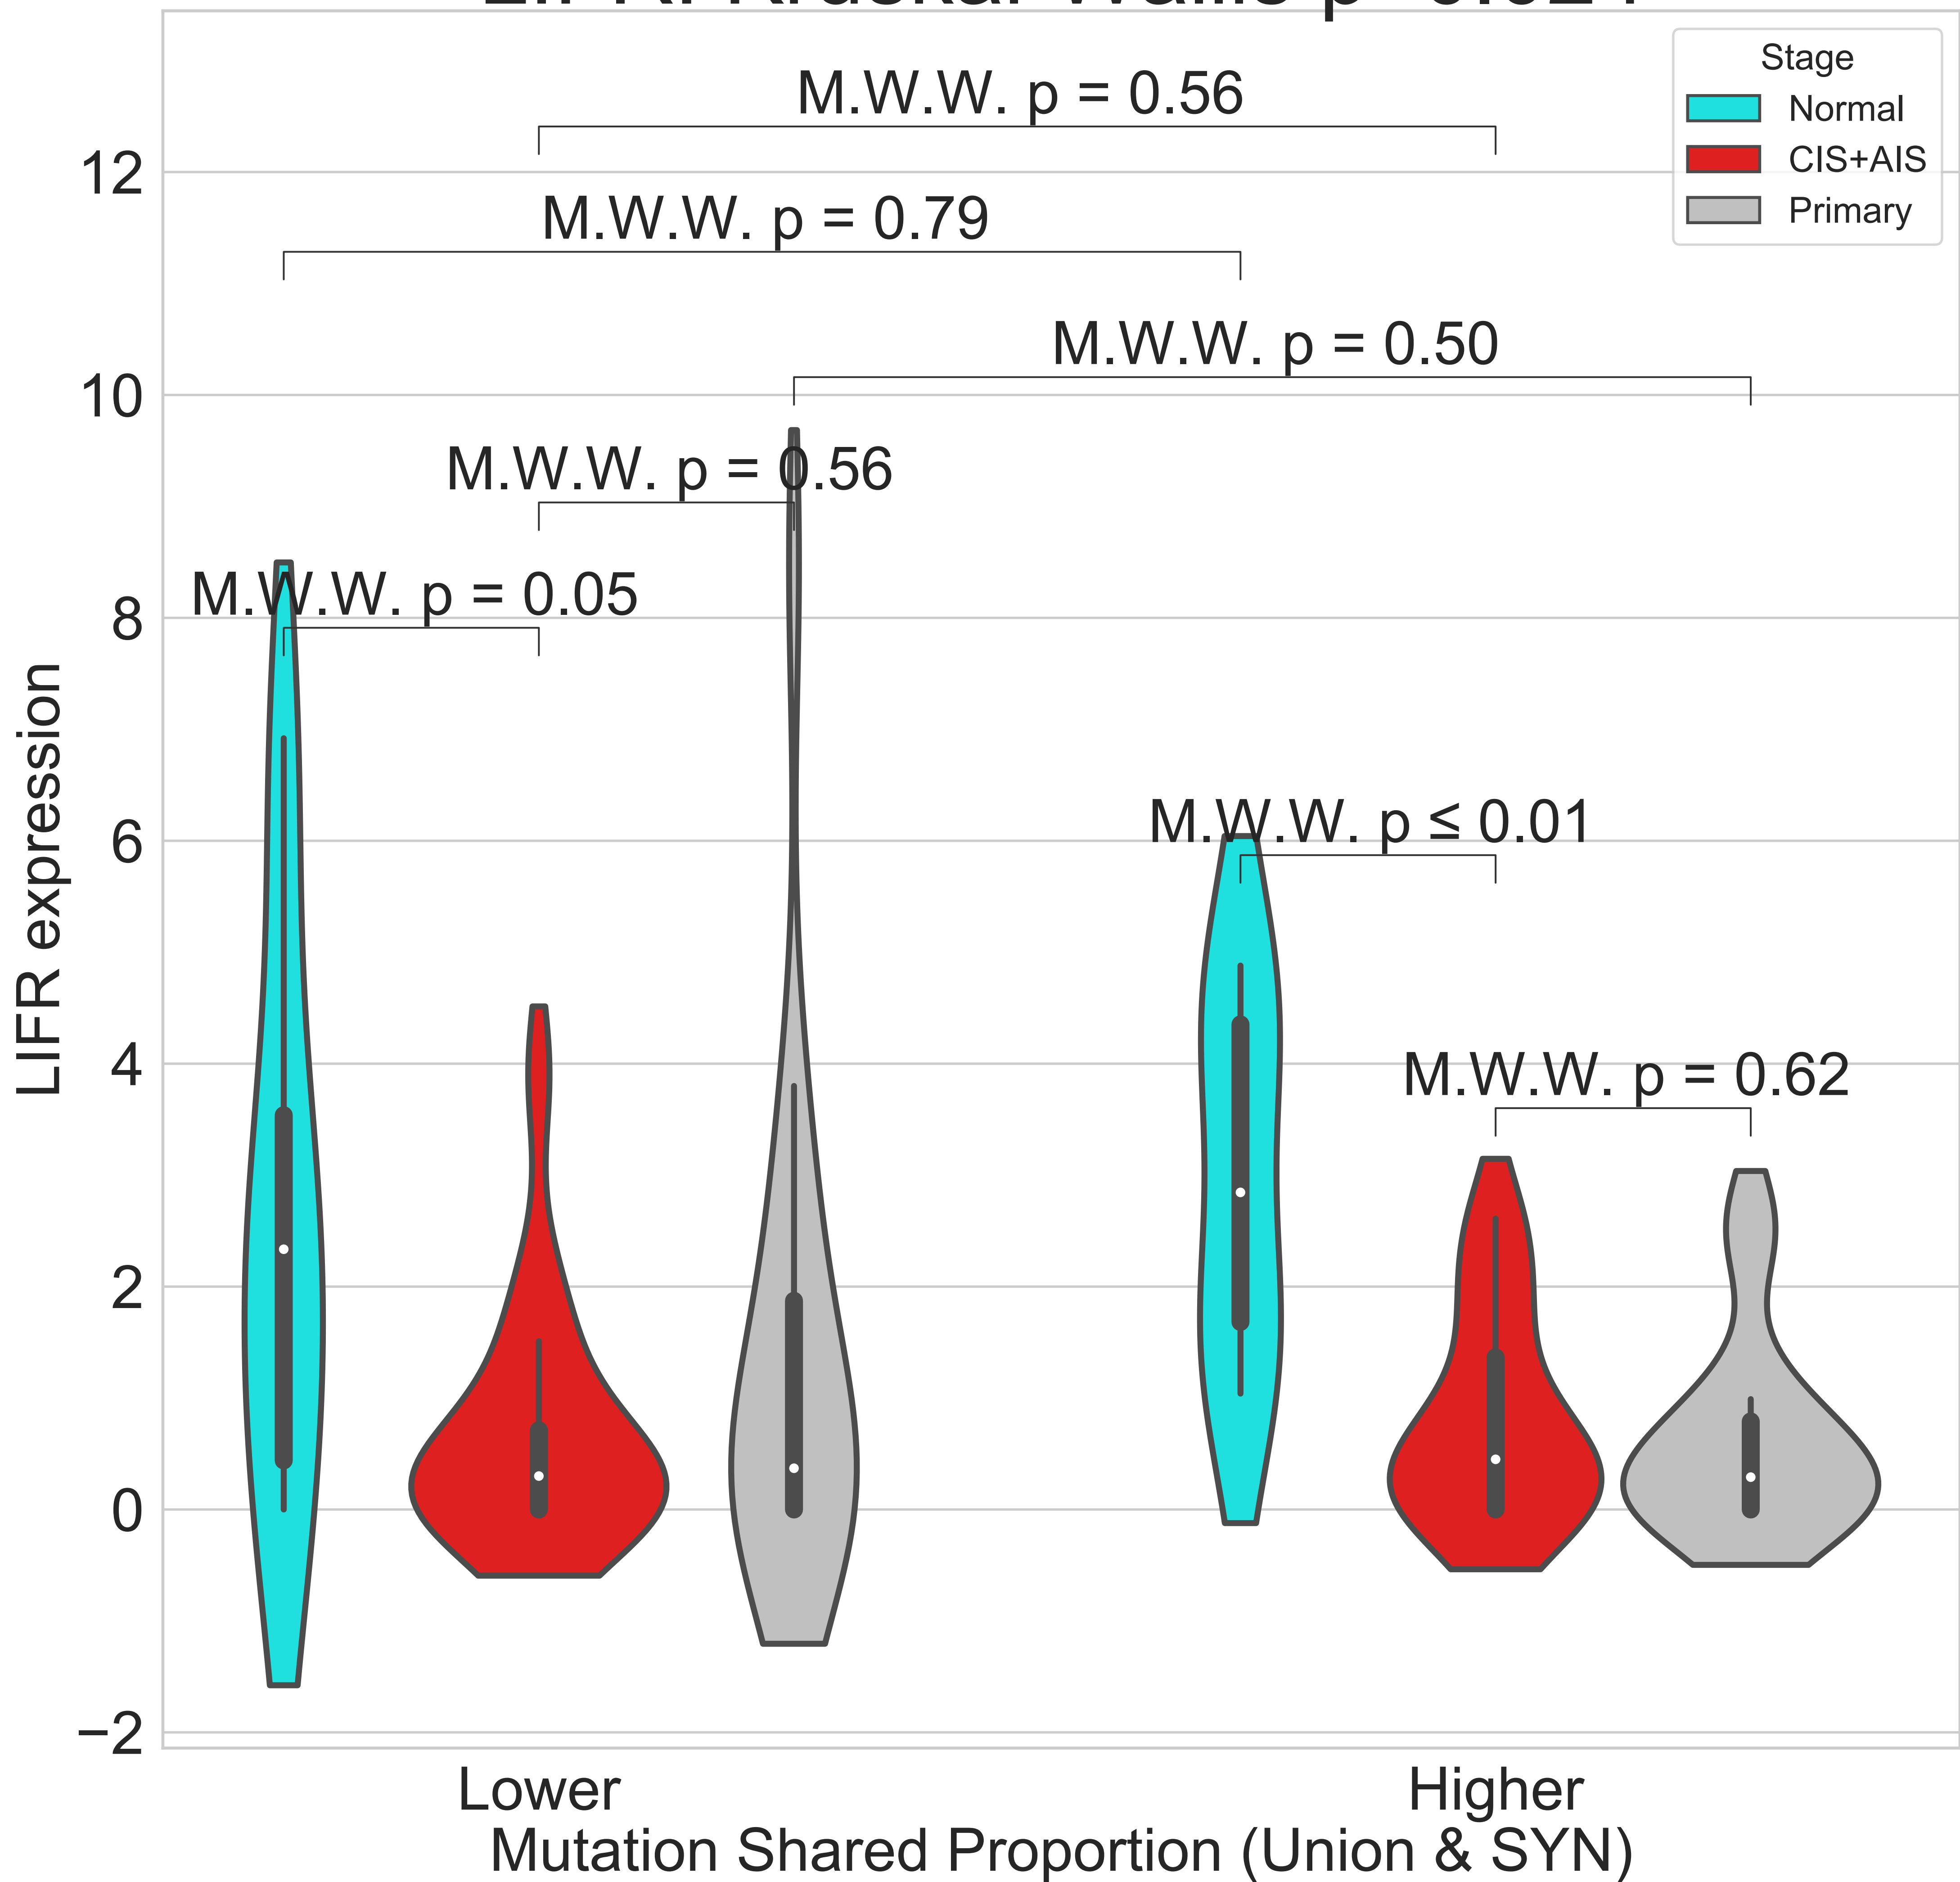 Stage
Normal
CIS+AIS
Primary
M.W.W. p = 0.56
M.W.W. p = 0.79
M.W.W. p = 0.50
M.W.W. p = 0.56
M.W.W. p = 0.05
M.W.W. p ≤ 0.01
M.W.W. p = 0.62
12
10
8
6
4
2
0
−2
LIFR expression
Lower
Higher
Mutation Shared Proportion (Union & SYN)